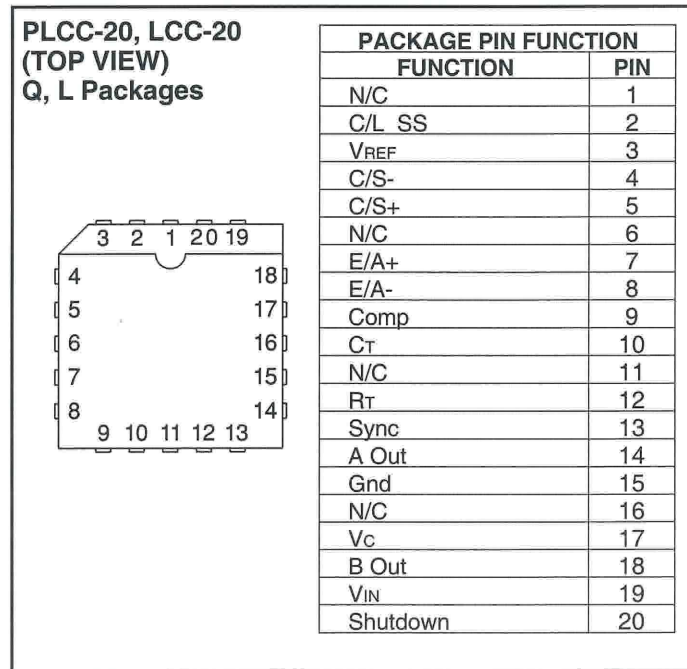 PLCC-20, LCC-20
(TOP VIEW)
Q, L Packages
3 2 1 20 19
4 18
5 17
6 16
7 15
8 14
9 10 11 12 13
PACKAGE PIN FUNCTION
FUNCTION PIN
N/C 1
C/L SS 2
VREF 3
C/S- 4
C/S+ 5
N/C 6
E/A+ 7
E/A- 8
Comp 9
CT 10
N/C 11
RT 12
Sync 13
A Out 14
Gnd 15
N/C 16
VC 17
B Out 18
VIN 19
Shutdown 20